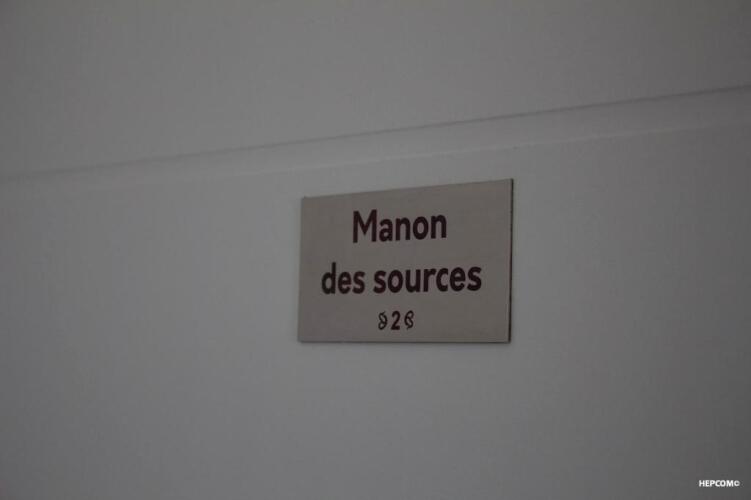 Manon
des sources
2
HEPCOM©